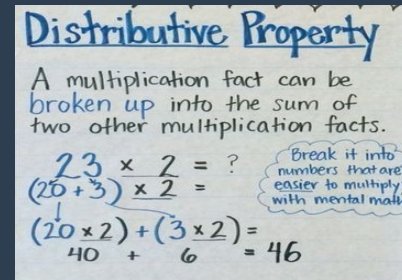 Distributive Property
A multiplication fact can be
broken up into the sum of
two other multiplication facts.
23 x 2 = ?
(20 + 3) x 2 =
Break it into
numbers that are
easier to multiply
with mental math
(20 x 2) + (3 x 2) =
40 + 6 = 46